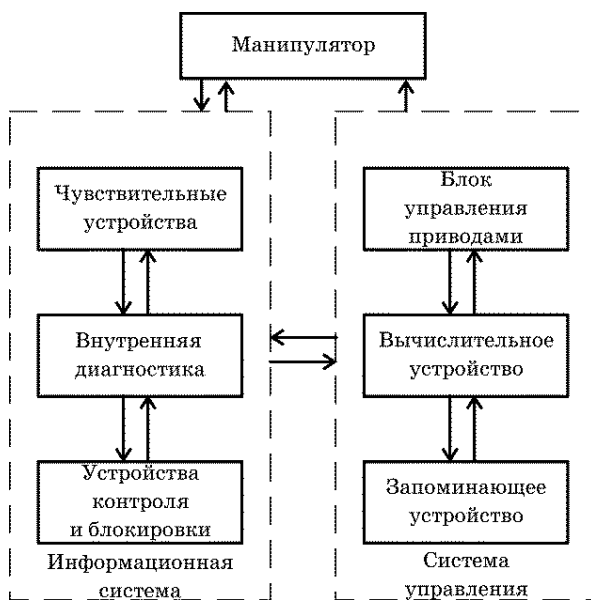 Манипулятор
Чувствительные
устройства
Внутренняя
диагностика
Устройства
контроля
и блокировки
Информационная
система
Блок
управления
приводами
Вычислительное
устройство
Запоминающее
устройство
Система
управления